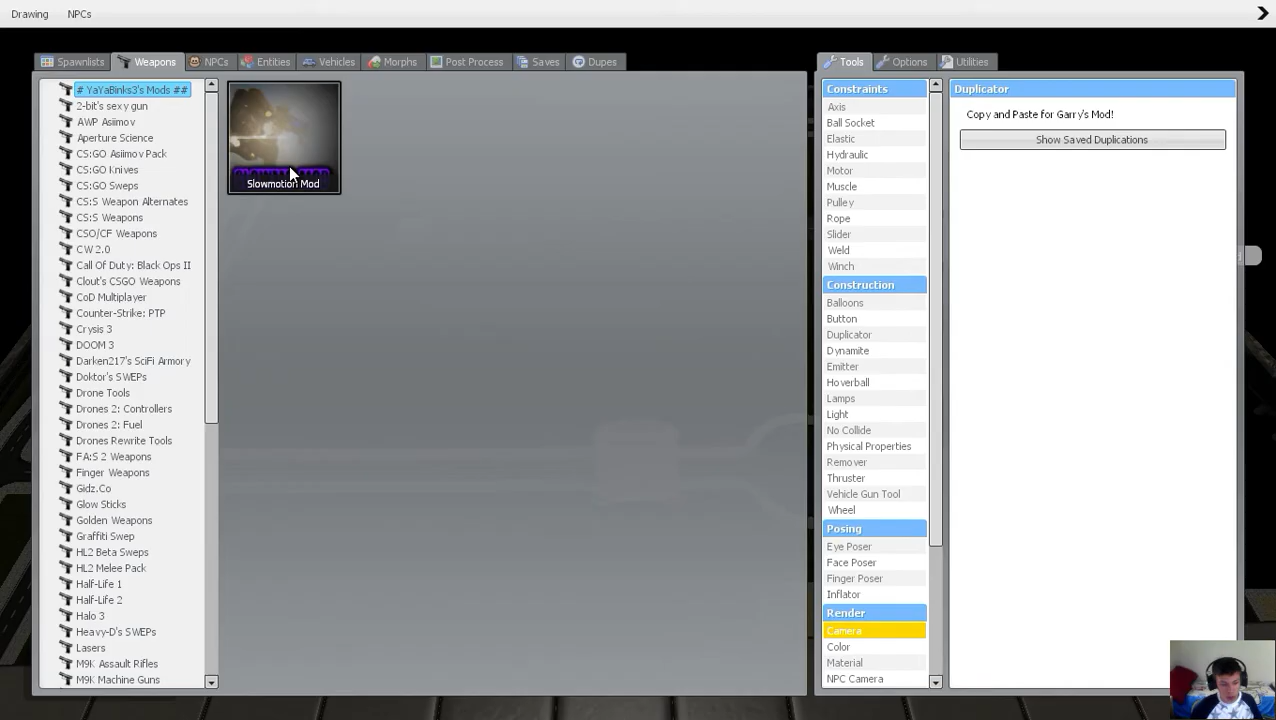 Drawing NPCs
Spawnlists Weapons NPCs Entities Vehicles Morphs Post Process Saves Dupes
# YaYaBinks3's Mods ##
2-bit's sexy gun
AWP Asiimov
Aperture Science
CS:GO Asiimov Pack
CS:GO Knives
CS:GO Sweps
CS:S Weapon Alternates
CS:S Weapons
CSO/CF Weapons
CW 2.0
Call Of Duty: Black Ops II
Clout's CSGO Weapons
CoD Multiplayer
Counter-Strike: PTP
Crysis 3
DOOM 3
Darken217's SciFi Armory
Doktor's SWEPs
Drone Tools
Drones 2: Controllers
Drones 2: Fuel
Drones Rewrite Tools
FA:S 2 Weapons
Finger Weapons
Gidz.Co
Glow Sticks
Golden Weapons
Graffiti Swep
HL2 Beta Sweps
HL2 Melee Pack
Half-Life 1
Half-Life 2
Halo 3
Heavy-D's SWEPs
Lasers
M9K Assault Rifles
M9K Machine Guns
Slowmotion Mod
Tools Options Utilities
Constraints
Axis
Ball Socket
Elastic
Hydraulic
Motor
Muscle
Pulley
Rope
Slider
Weld
Winch
Construction
Balloons
Button
Duplicator
Dynamite
Emitter
Hoverball
Lamps
Light
No Collide
Physical Properties
Remover
Thruster
Vehicle Gun Tool
Wheel
Posing
Eye Poser
Face Poser
Finger Poser
Inflator
Render
Camera
Color
Material
NPC Camera
Duplicator
Copy and Paste for Garry's Mod!
Show Saved Duplications